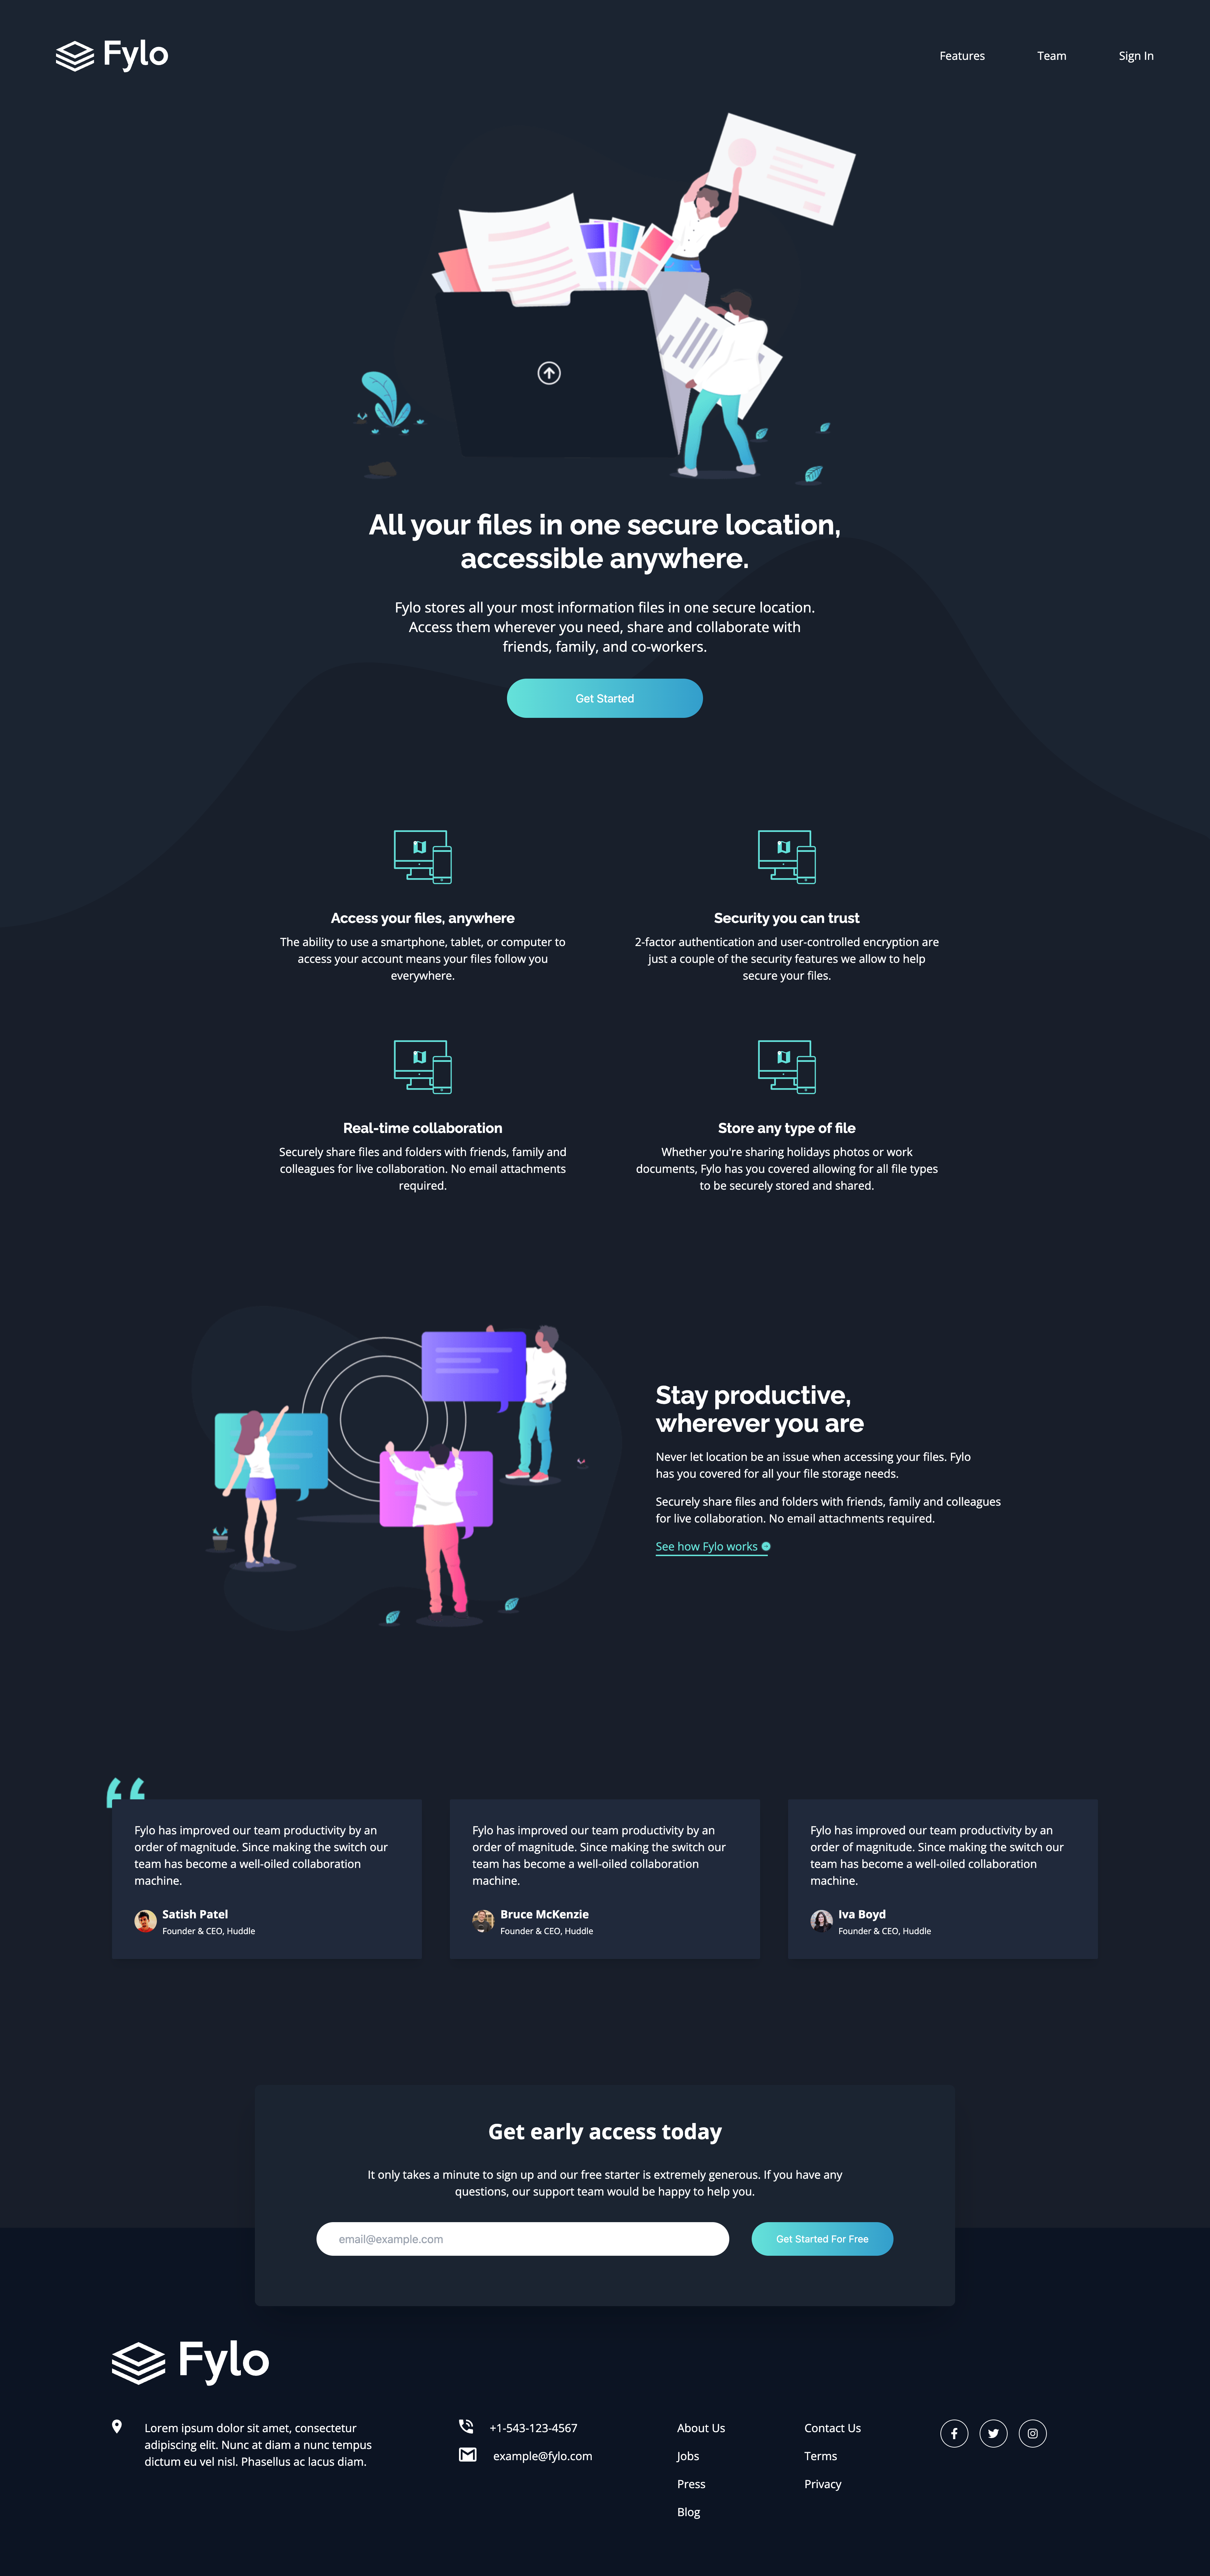 Fylo
Features
Team
Sign In
All your files in one secure location,
accessible anywhere.
Fylo stores all your most information files in one secure location.
Access them wherever you need, share and collaborate with
friends, family, and co-workers.
Get Started
Access your files, anywhere
The ability to use a smartphone, tablet, or computer to
access your account means your files follow you
everywhere.
Security you can trust
2-factor authentication and user-controlled encryption are
just a couple of the security features we allow to help
secure your files.
Real-time collaboration
Securely share files and folders with friends, family and
colleagues for live collaboration. No email attachments
required.
Store any type of file
Whether you're sharing holidays photos or work
documents, Fylo has you covered allowing for all file types
to be securely stored and shared.
Stay productive,
wherever you are
Never let location be an issue when accessing your files. Fylo
has you covered for all your file storage needs.
Securely share files and folders with friends, family and colleagues
for live collaboration. No email attachments required.
See how Fylo works
Fylo has improved our team productivity by an
order of magnitude. Since making the switch our
team has become a well-oiled collaboration
machine.
Satish Patel
Founder & CEO, Huddle
Fylo has improved our team productivity by an
order of magnitude. Since making the switch our
team has become a well-oiled collaboration
machine.
Bruce McKenzie
Founder & CEO, Huddle
Fylo has improved our team productivity by an
order of magnitude. Since making the switch our
team has become a well-oiled collaboration
machine.
Iva Boyd
Founder & CEO, Huddle
Get early access today
It only takes a minute to sign up and our free starter is extremely generous. If you have any
questions, our support team would be happy to help you.
email@example.com
Get Started For Free
Fylo
Lorem ipsum dolor sit amet, consectetur
adipiscing elit. Nunc at diam a nunc tempus
dictum eu vel nisl. Phasellus ac lacus diam.
+1-543-123-4567
example@fylo.com
About Us
Jobs
Press
Blog
Contact Us
Terms
Privacy